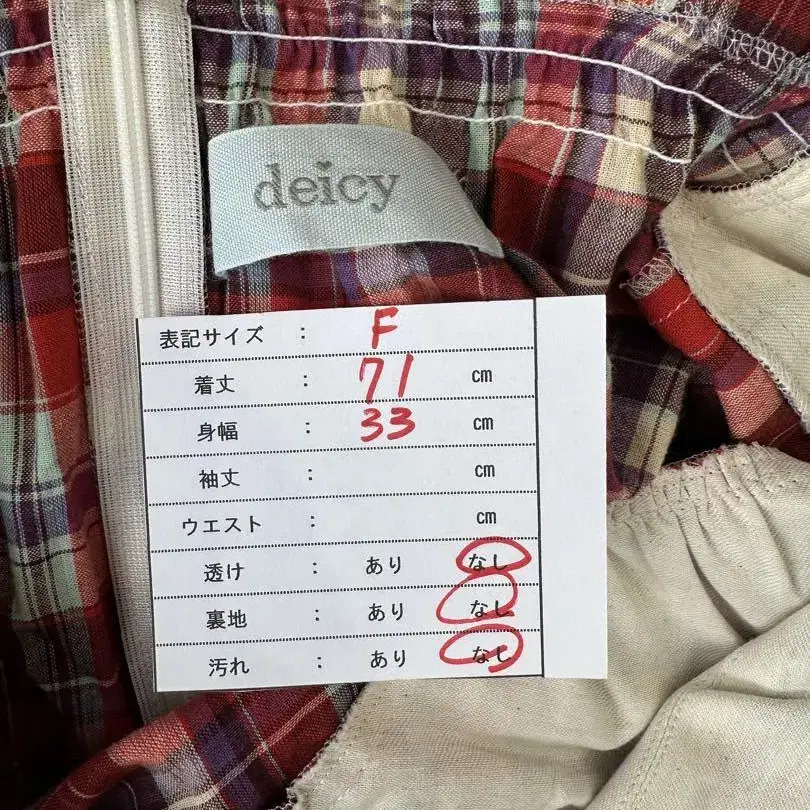 deicy
表記サイズ : F
着丈 : 71 cm
身幅 : 33 cm
袖丈 : cm
ウエスト : cm
透け : あり なし
裏地 : あり なし
汚れ : あり なし